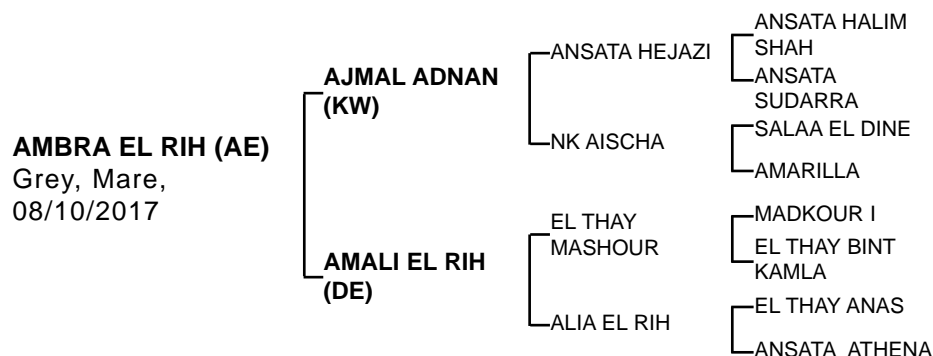 AMBRA EL RIH (AE)
Grey, Mare,
08/10/2017
AJMAL ADNAN
(KW)
AMALI EL RIH
(DE)
ANSATA HEJAZI
NK AISCHA
EL THAY
MASHOUR
ALIA EL RIH
ANSATA HALIM
SHAH
ANSATA
SUDARRA
SALAA EL DINE
AMARILLA
MADKOUR I
EL THAY BINT
KAMLA
EL THAY ANAS
ANSATA ATHENA